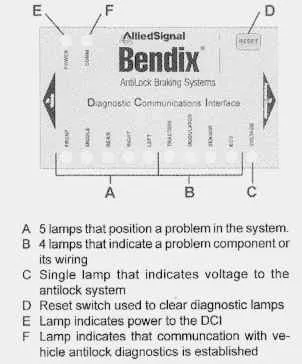 E F D
AlliedSignal
RESET
POWER
COMM
Bendix
AntiLock Braking Systems
Diagnostic Communications Interface
FRONT
MIDDLE
REAR
RIGHT
LEFT
TRACTION
MODULATOR
SENSOR
ECU
VOLTAGE
A B C
A 5 lamps that position a problem in the system.
B 4 lamps that indicate a problem component or
its wiring
C Single lamp that indicates voltage to the
antilock system
D Reset switch used to clear diagnostic lamps
E Lamp indicates power to the DCI
F Lamp indicates that communcation with ve-
hicle antilock diagnostics is established